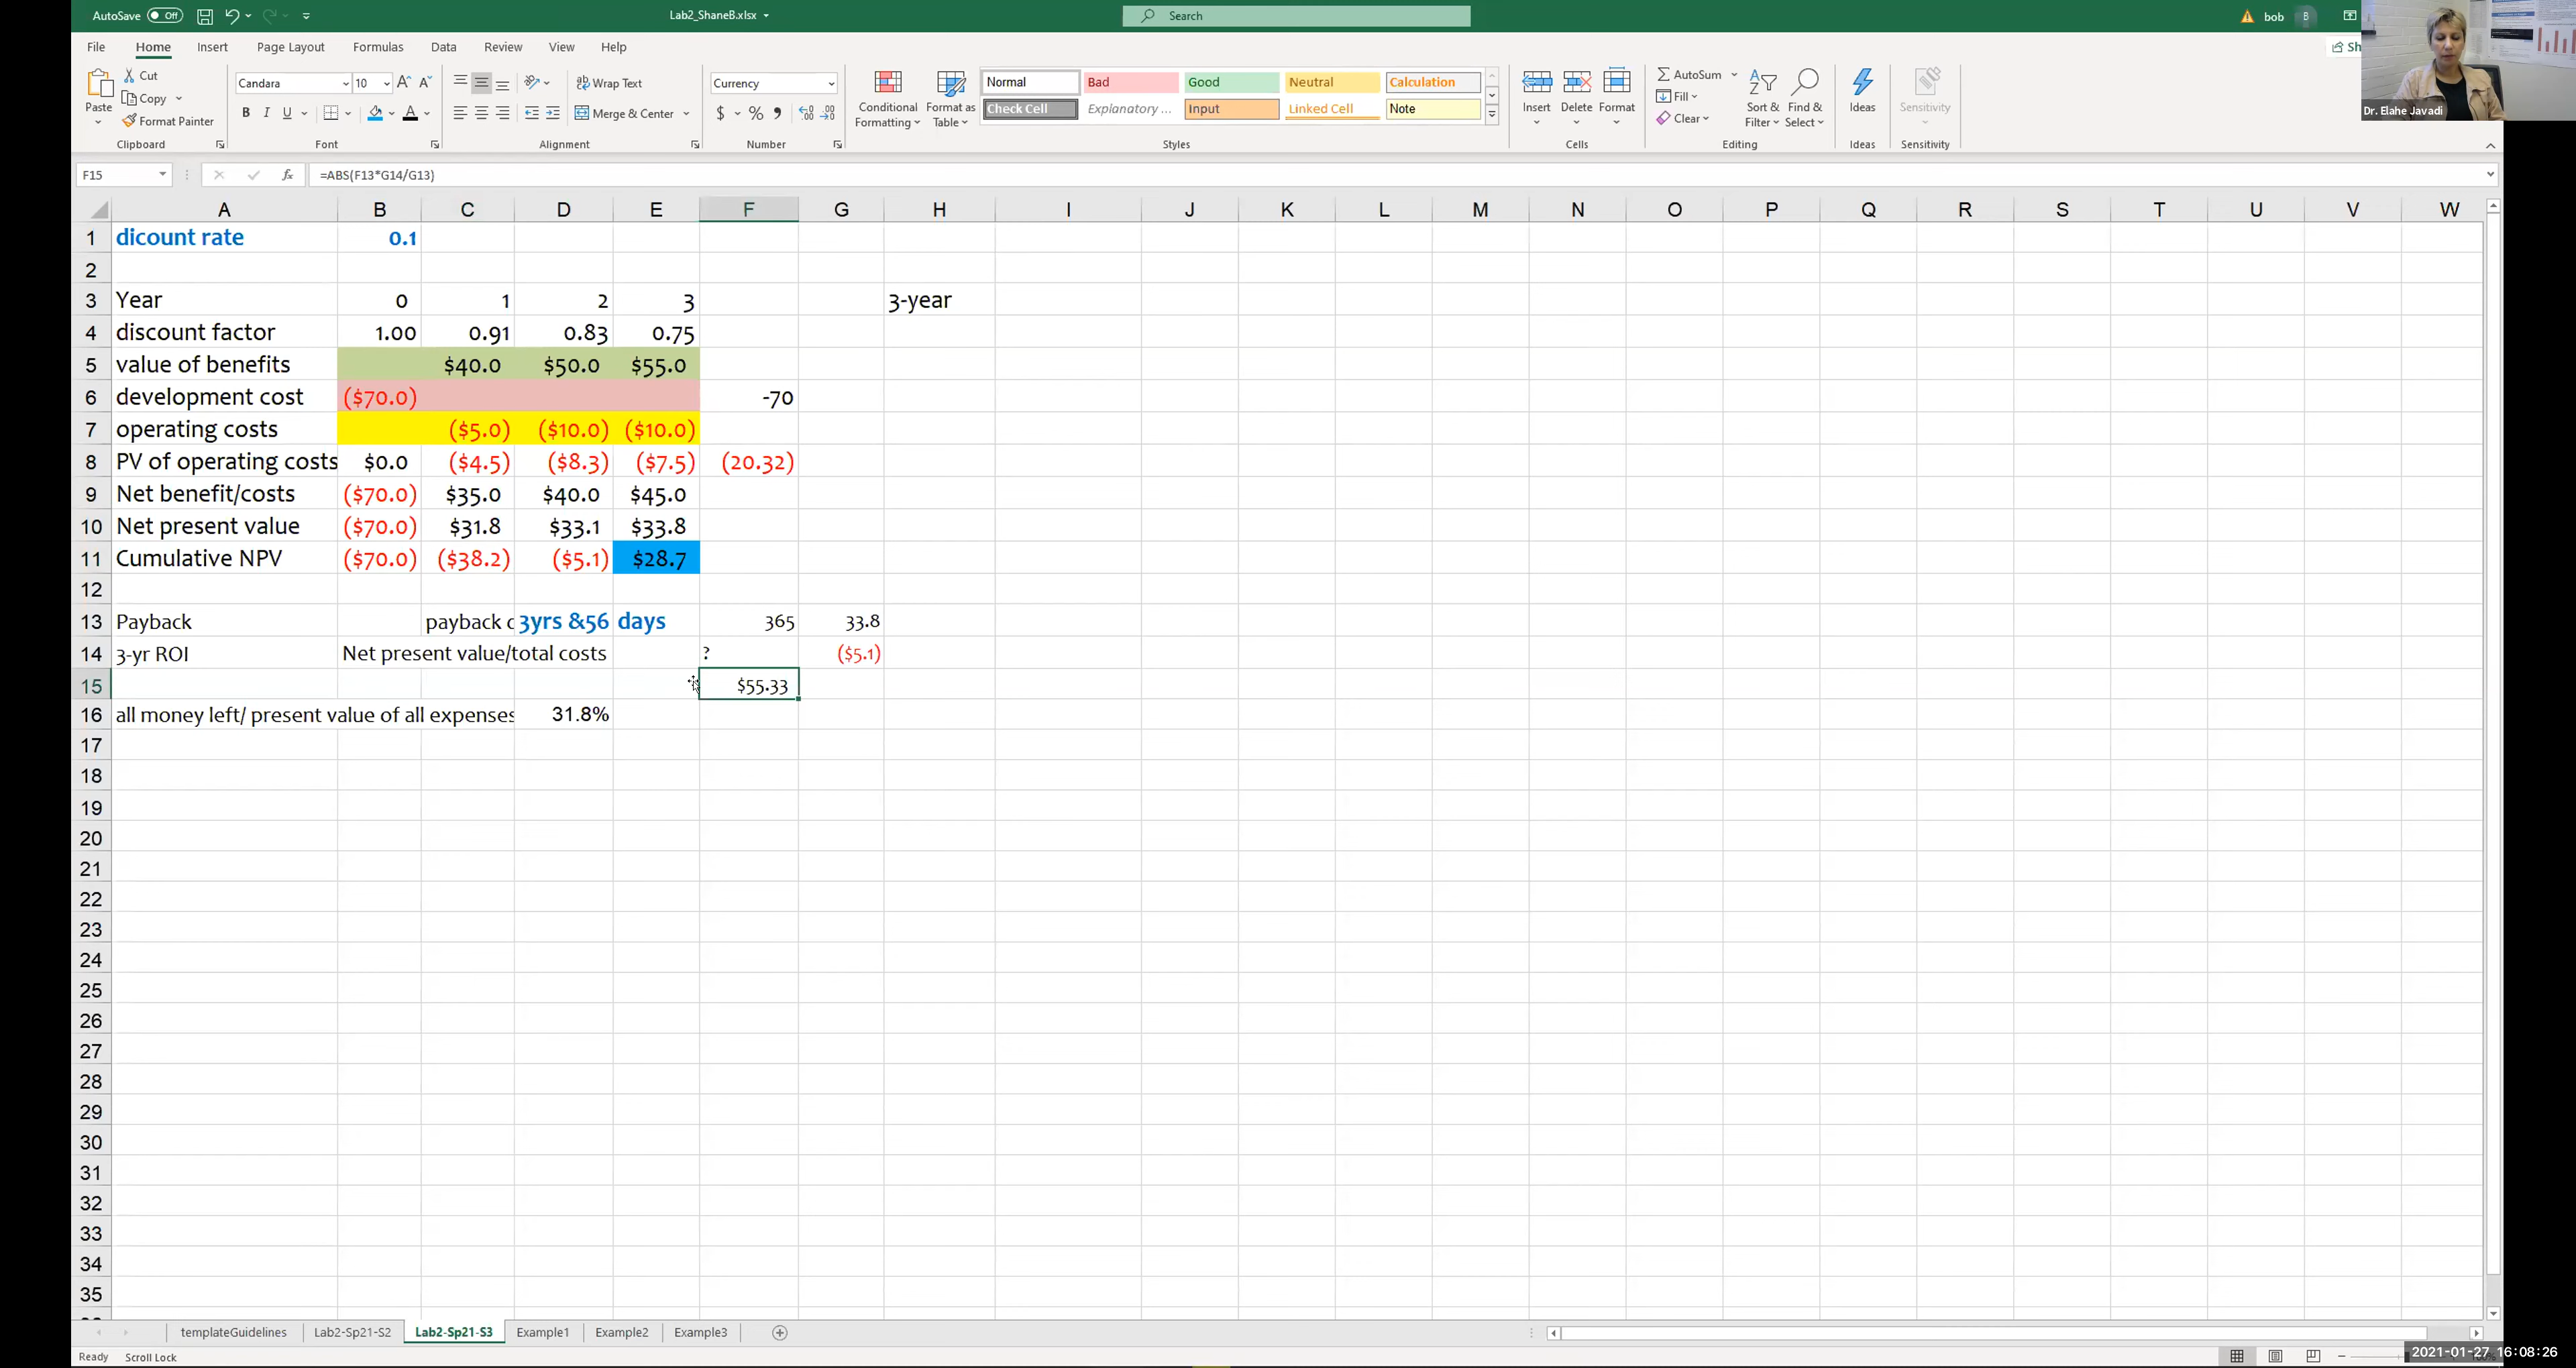 AutoSave Off Lab2_ShaneB.xlsx Search bob B
File Home Insert Page Layout Formulas Data Review View Help
Paste Cut Copy Format Painter
Candara 10 A A B I U A
Wrap Text Merge & Center
Currency $ % ,
Conditional Formatting Format as Table
Normal Bad Good Neutral Calculation
Check Cell Explanatory ... Input Linked Cell Note
Insert Delete Format
AutoSum Fill Clear Sort & Filter Find & Select
Ideas Sensitivity
Dr. Elahe Javadi
Clipboard Font Alignment Number Styles Cells Editing Ideas Sensitivity
F15 fx =ABS(F13*G14/G13)
A B C D E F G H I J K L M N O P Q R S T U V W
1 dicount rate 0.1
2
3 Year 0 1 2 3 3-year
4 discount factor 1.00 0.91 0.83 0.75
5 value of benefits $40.0 $50.0 $55.0
6 development cost ($70.0) -70
7 operating costs ($5.0) ($10.0) ($10.0)
8 PV of operating costs $0.0 ($4.5) ($8.3) ($7.5) (20.32)
9 Net benefit/costs ($70.0) $35.0 $40.0 $45.0
10 Net present value ($70.0) $31.8 $33.1 $33.8
11 Cumulative NPV ($70.0) ($38.2) ($5.1) $28.7
12
13 Payback payback 3yrs &56 days 365 33.8
14 3-yr ROI Net present value/total costs ? ($5.1)
15 $55.33
16 all money left/ present value of all expenses 31.8%
17
18
19
20
21
22
23
24
25
26
27
28
29
30
31
32
33
34
35
templateGuidelines Lab2-Sp21-S2 Lab2-Sp21-S3 Example1 Example2 Example3
Ready Scroll Lock 2021-01-27 16:08:26